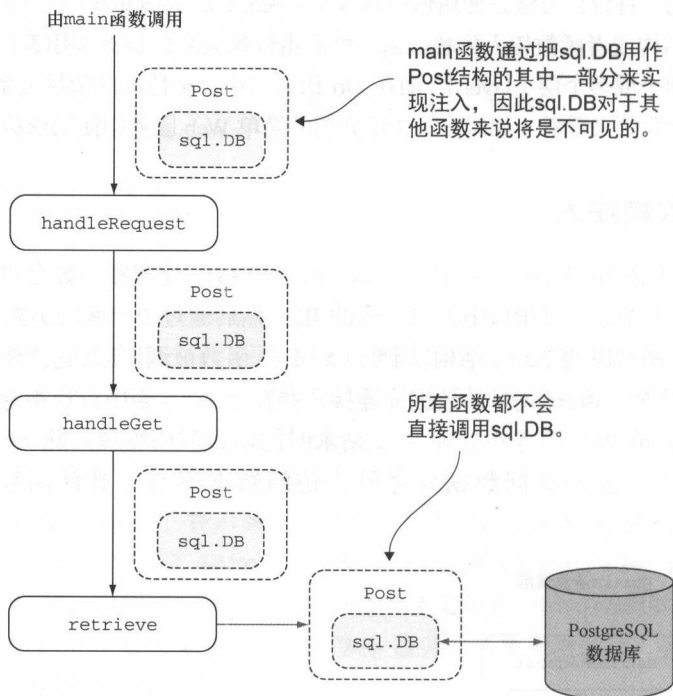 由main函数调用
Post
sql.DB
main函数通过把sql.DB用作
Post结构的其中一部分来实
现注入，因此sql.DB对于其
他函数来说将是不可见的。
handleRequest
Post
sql.DB
handleGet
所有函数都不会
直接调用sql.DB。
Post
sql.DB
retrieve
Post
sql.DB
PostgreSQL
数据库